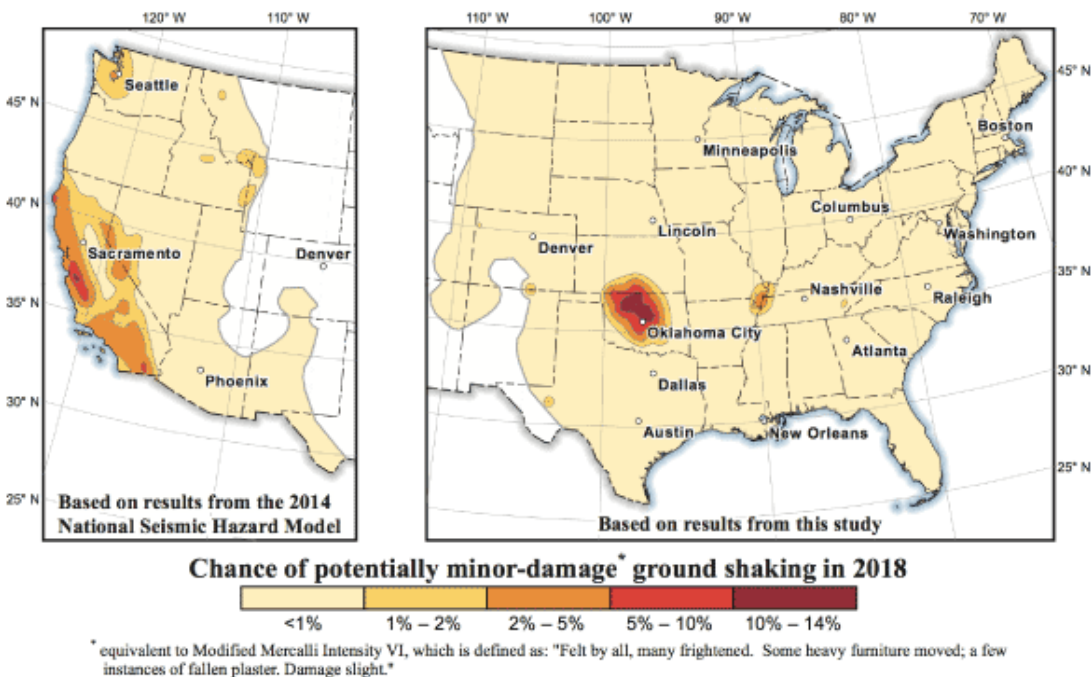 120° W 110° W
Seattle
45° N
40° N
Sacramento
Denver
35° N
Phoenix
30° N
25° N
Based on results from the 2014
National Seismic Hazard Model
110° W 100° W 90° W 80° W 70° W
45° N
Boston
Minneapolis
40° N
Columbus
Lincoln
Washington
Denver
35° N
Nashville
Raleigh
Oklahoma City
Atlanta
30° N
Dallas
Austin
New Orleans
25° N
Based on results from this study
Chance of potentially minor-damage* ground shaking in 2018
<1% 1% – 2% 2% – 5% 5% – 10% 10% – 14%
* equivalent to Modified Mercalli Intensity VI, which is defined as: "Felt by all, many frightened. Some heavy furniture moved; a few
instances of fallen plaster. Damage slight."